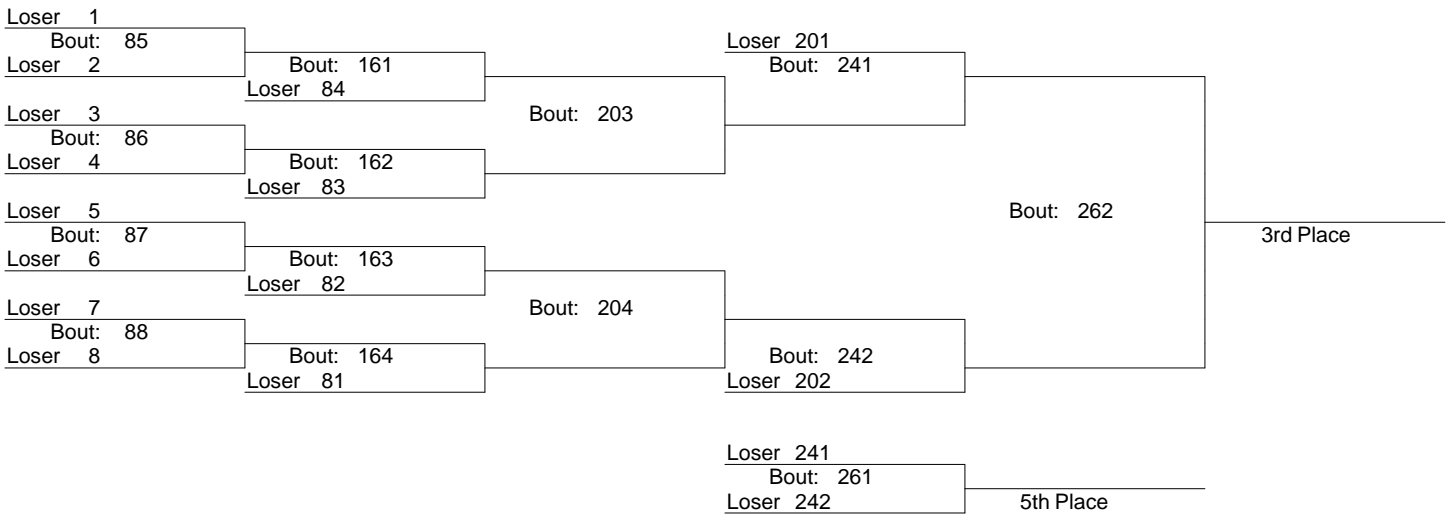 Loser 1
Bout: 85
Loser 2
Loser 3
Bout: 86
Loser 4
Loser 5
Bout: 87
Loser 6
Loser 7
Bout: 88
Loser 8
Bout: 161
Loser 84
Bout: 162
Loser 83
Bout: 163
Loser 82
Bout: 164
Loser 81
Bout: 203
Bout: 204
Loser 201
Bout: 241
Bout: 242
Loser 202
Bout: 262
3rd Place
Loser 241
Bout: 261
Loser 242
5th Place